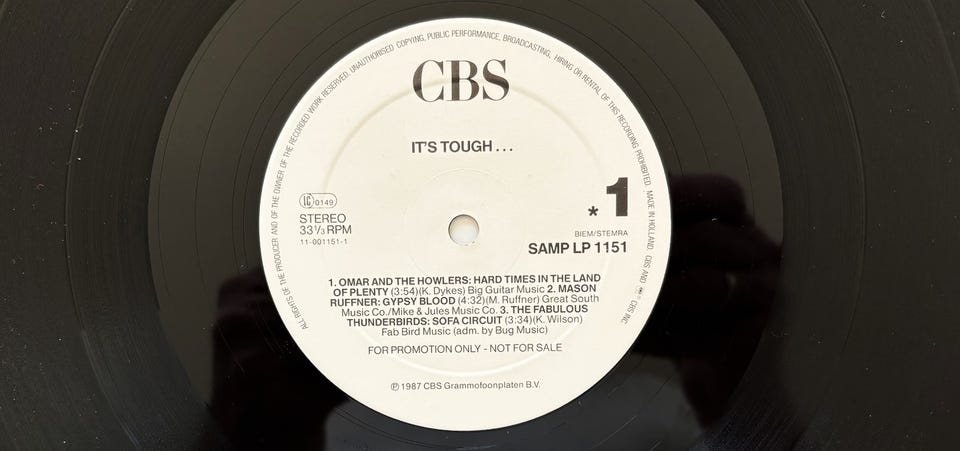 ALL RIGHTS OF THE PRODUCER AND OF THE OWNER OF THE RECORDED WORK RESERVED. UNAUTHORISED COPYING, PUBLIC PERFORMANCE, BROADCASTING, HIRING OR RENTAL OF THIS RECORDING PROHIBITED. MADE IN HOLLAND. CBS AND CBS INC.
CBS
IT'S TOUGH...
LC 0149
STEREO
33⅓ RPM
11-001151-1
* 1
BIEM/STEMRA
SAMP LP 1151
1. OMAR AND THE HOWLERS: HARD TIMES IN THE LAND
OF PLENTY (3:54)(K. Dykes) Big Guitar Music 2. MASON
RUFFNER: GYPSY BLOOD (4:32)(M. Ruffner) Great South
Music Co./Mike & Jules Music Co. 3. THE FABULOUS
THUNDERBIRDS: SOFA CIRCUIT (3:34)(K. Wilson)
Fab Bird Music (adm. by Bug Music)
FOR PROMOTION ONLY - NOT FOR SALE
℗ 1987 CBS Grammofoonplaten B.V.